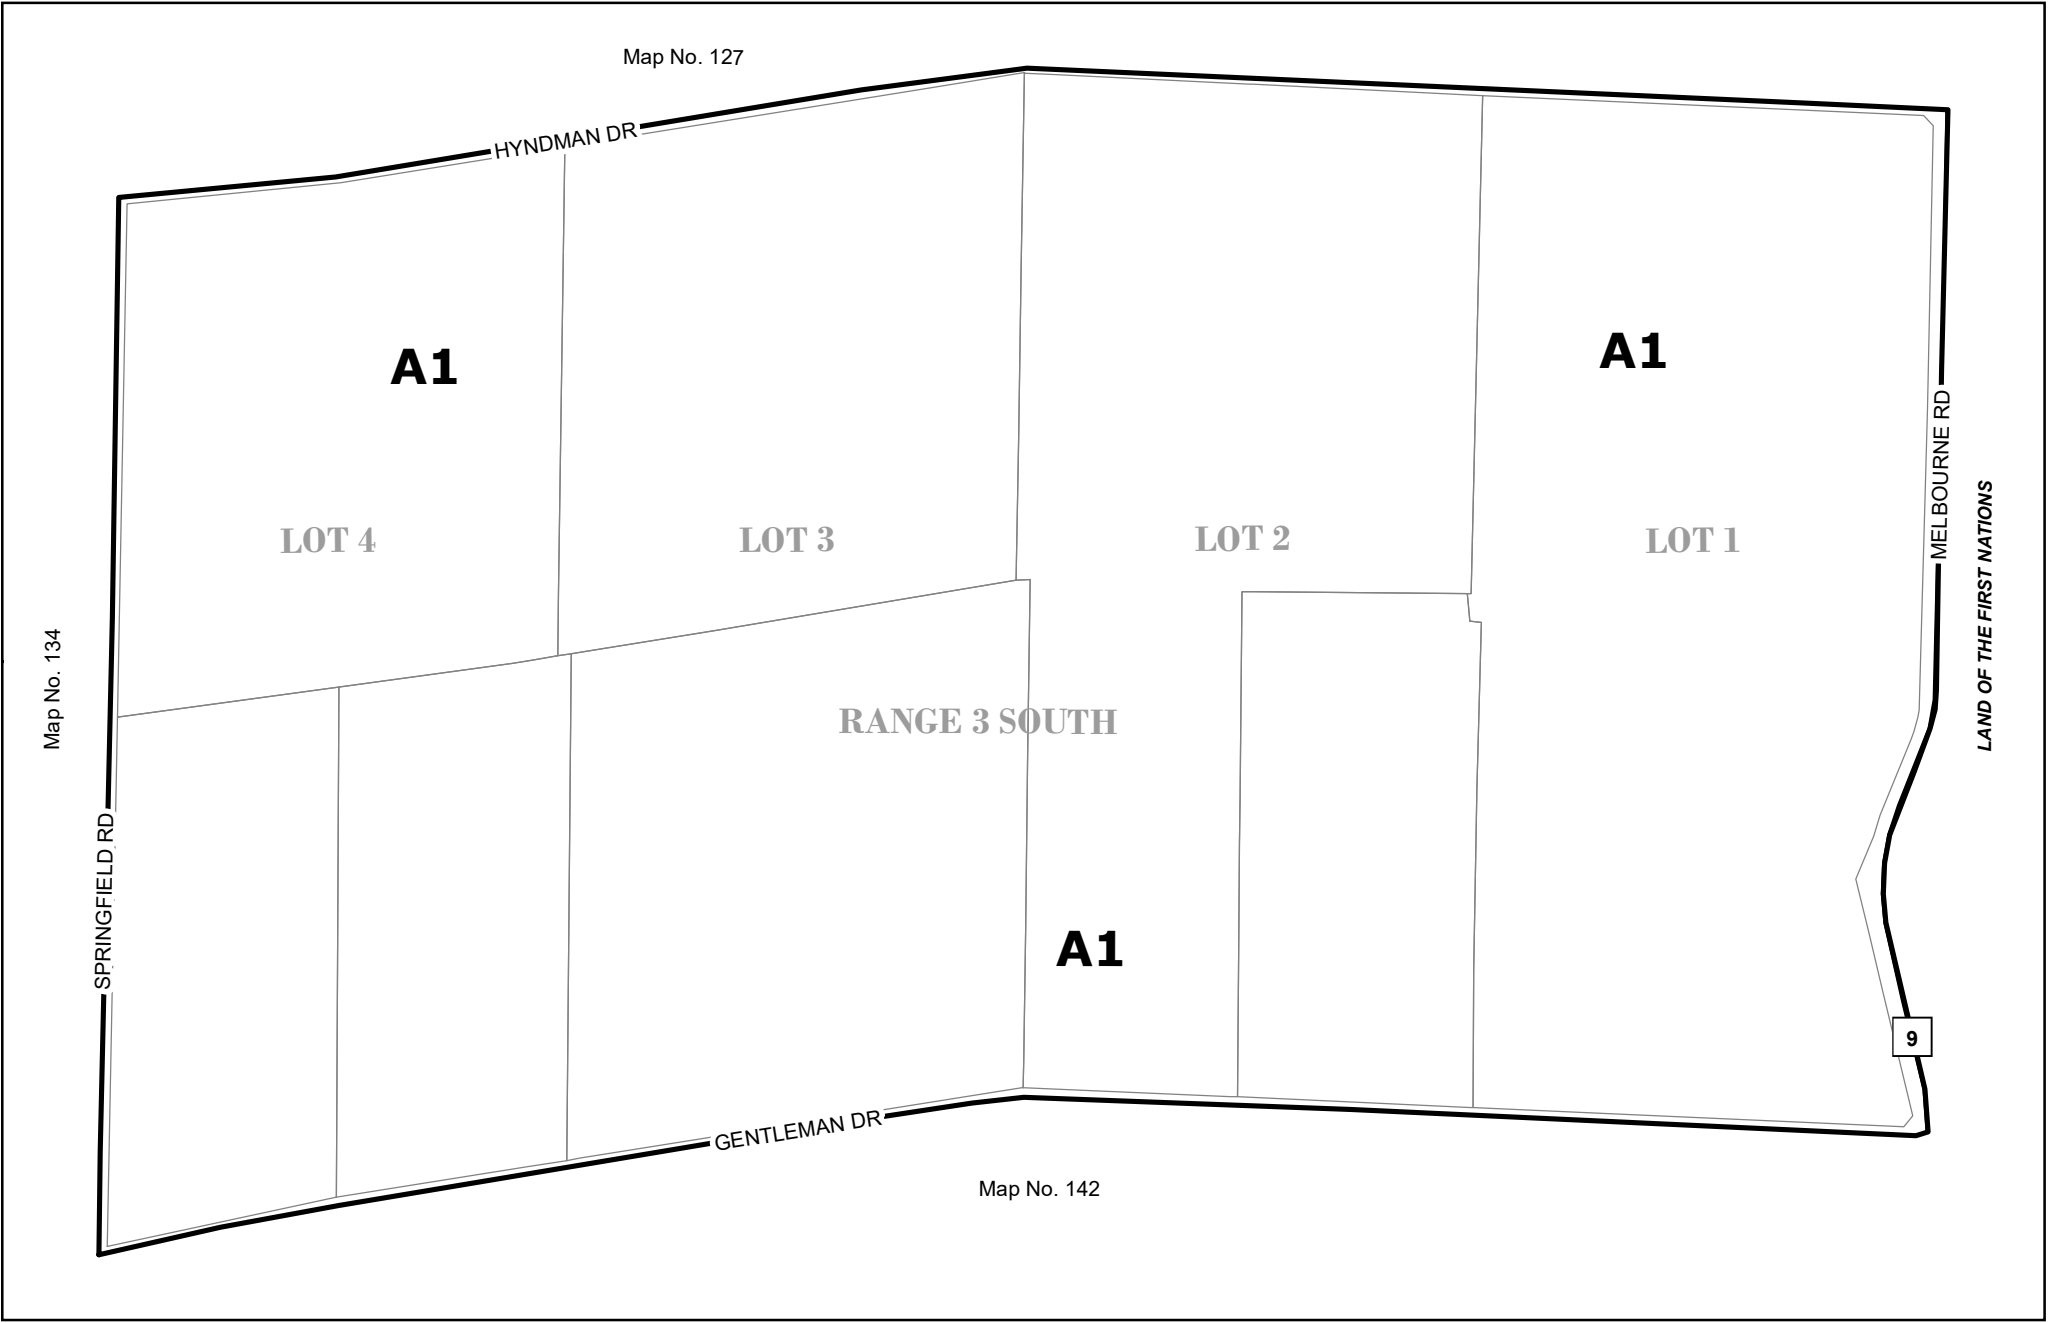 Map No. 127
HYNDMAN DR
A1
A1
MELBOURNE RD
LOT 4
LOT 3
LOT 2
LOT 1
LAND OF THE FIRST NATIONS
Map No. 134
RANGE 3 SOUTH
SPRINGFIELD RD
A1
9
GENTLEMAN DR
Map No. 142